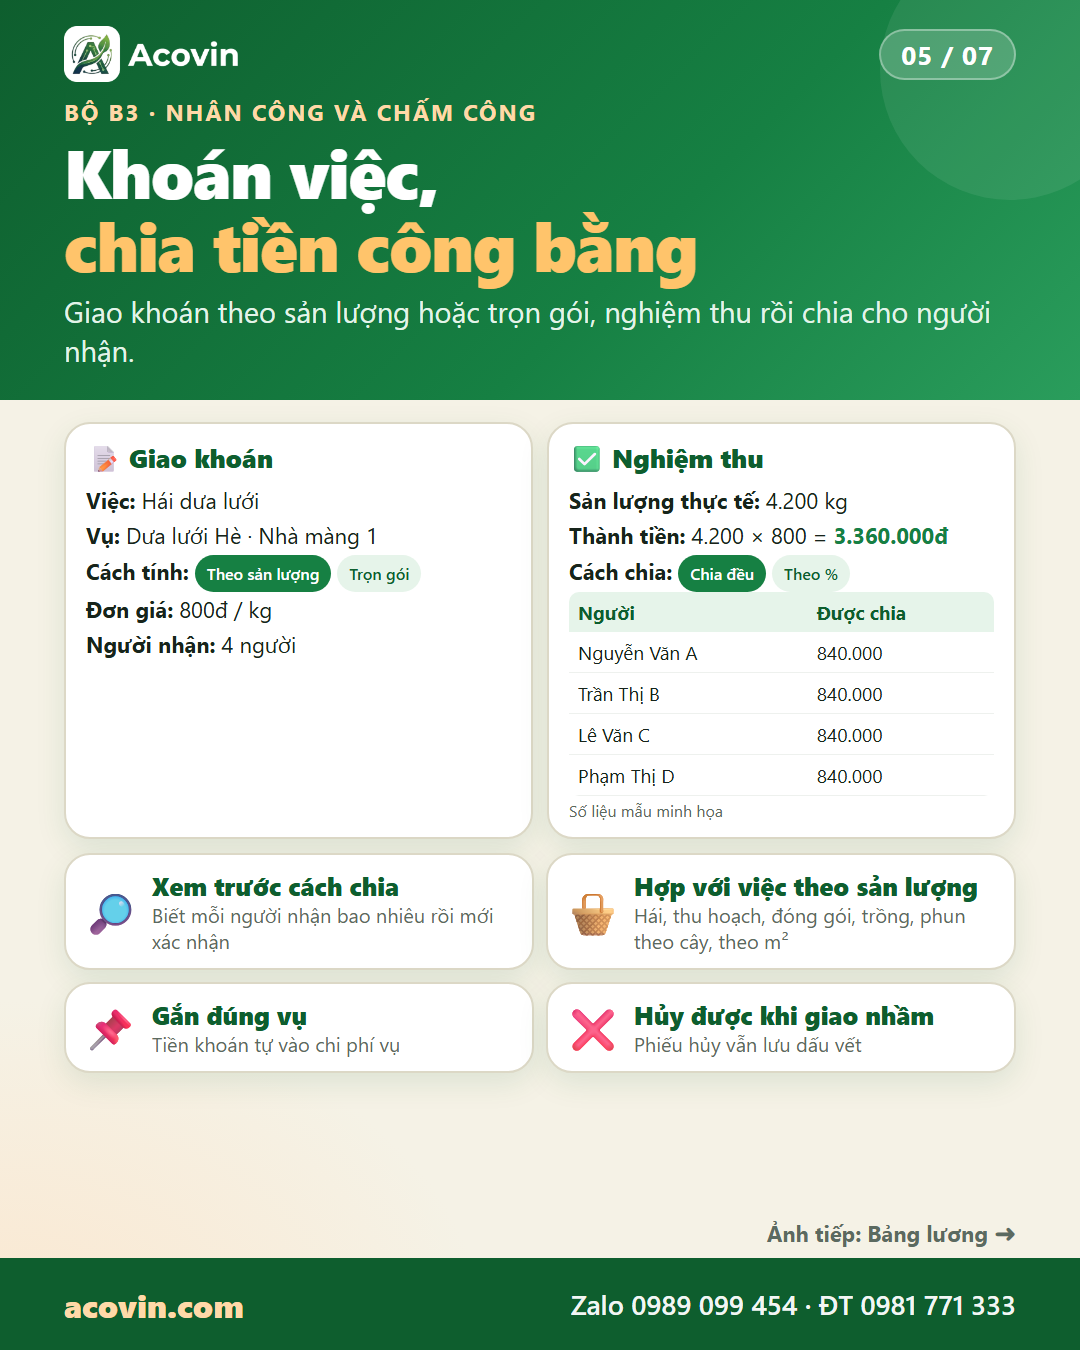 Acovin
05 / 07
BỘ B3 · NHÂN CÔNG VÀ CHẤM CÔNG
Khoán việc,
chia tiền công bằng
Giao khoán theo sản lượng hoặc trọn gói, nghiệm thu rồi chia cho người
nhận.
Giao khoán
Việc: Hái dưa lưới
Vụ: Dưa lưới Hè · Nhà màng 1
Cách tính: Theo sản lượng Trọn gói
Đơn giá: 800đ / kg
Người nhận: 4 người
Nghiệm thu
Sản lượng thực tế: 4.200 kg
Thành tiền: 4.200 × 800 = 3.360.000đ
Cách chia: Chia đều Theo %
Người Được chia
Nguyễn Văn A 840.000
Trần Thị B 840.000
Lê Văn C 840.000
Phạm Thị D 840.000
Số liệu mẫu minh họa
Xem trước cách chia
Biết mỗi người nhận bao nhiêu rồi mới
xác nhận
Hợp với việc theo sản lượng
Hái, thu hoạch, đóng gói, trồng, phun
theo cây, theo m²
Gắn đúng vụ
Tiền khoán tự vào chi phí vụ
Hủy được khi giao nhầm
Phiếu hủy vẫn lưu dấu vết
Ảnh tiếp: Bảng lương ➜
acovin.com
Zalo 0989 099 454 · ĐT 0981 771 333